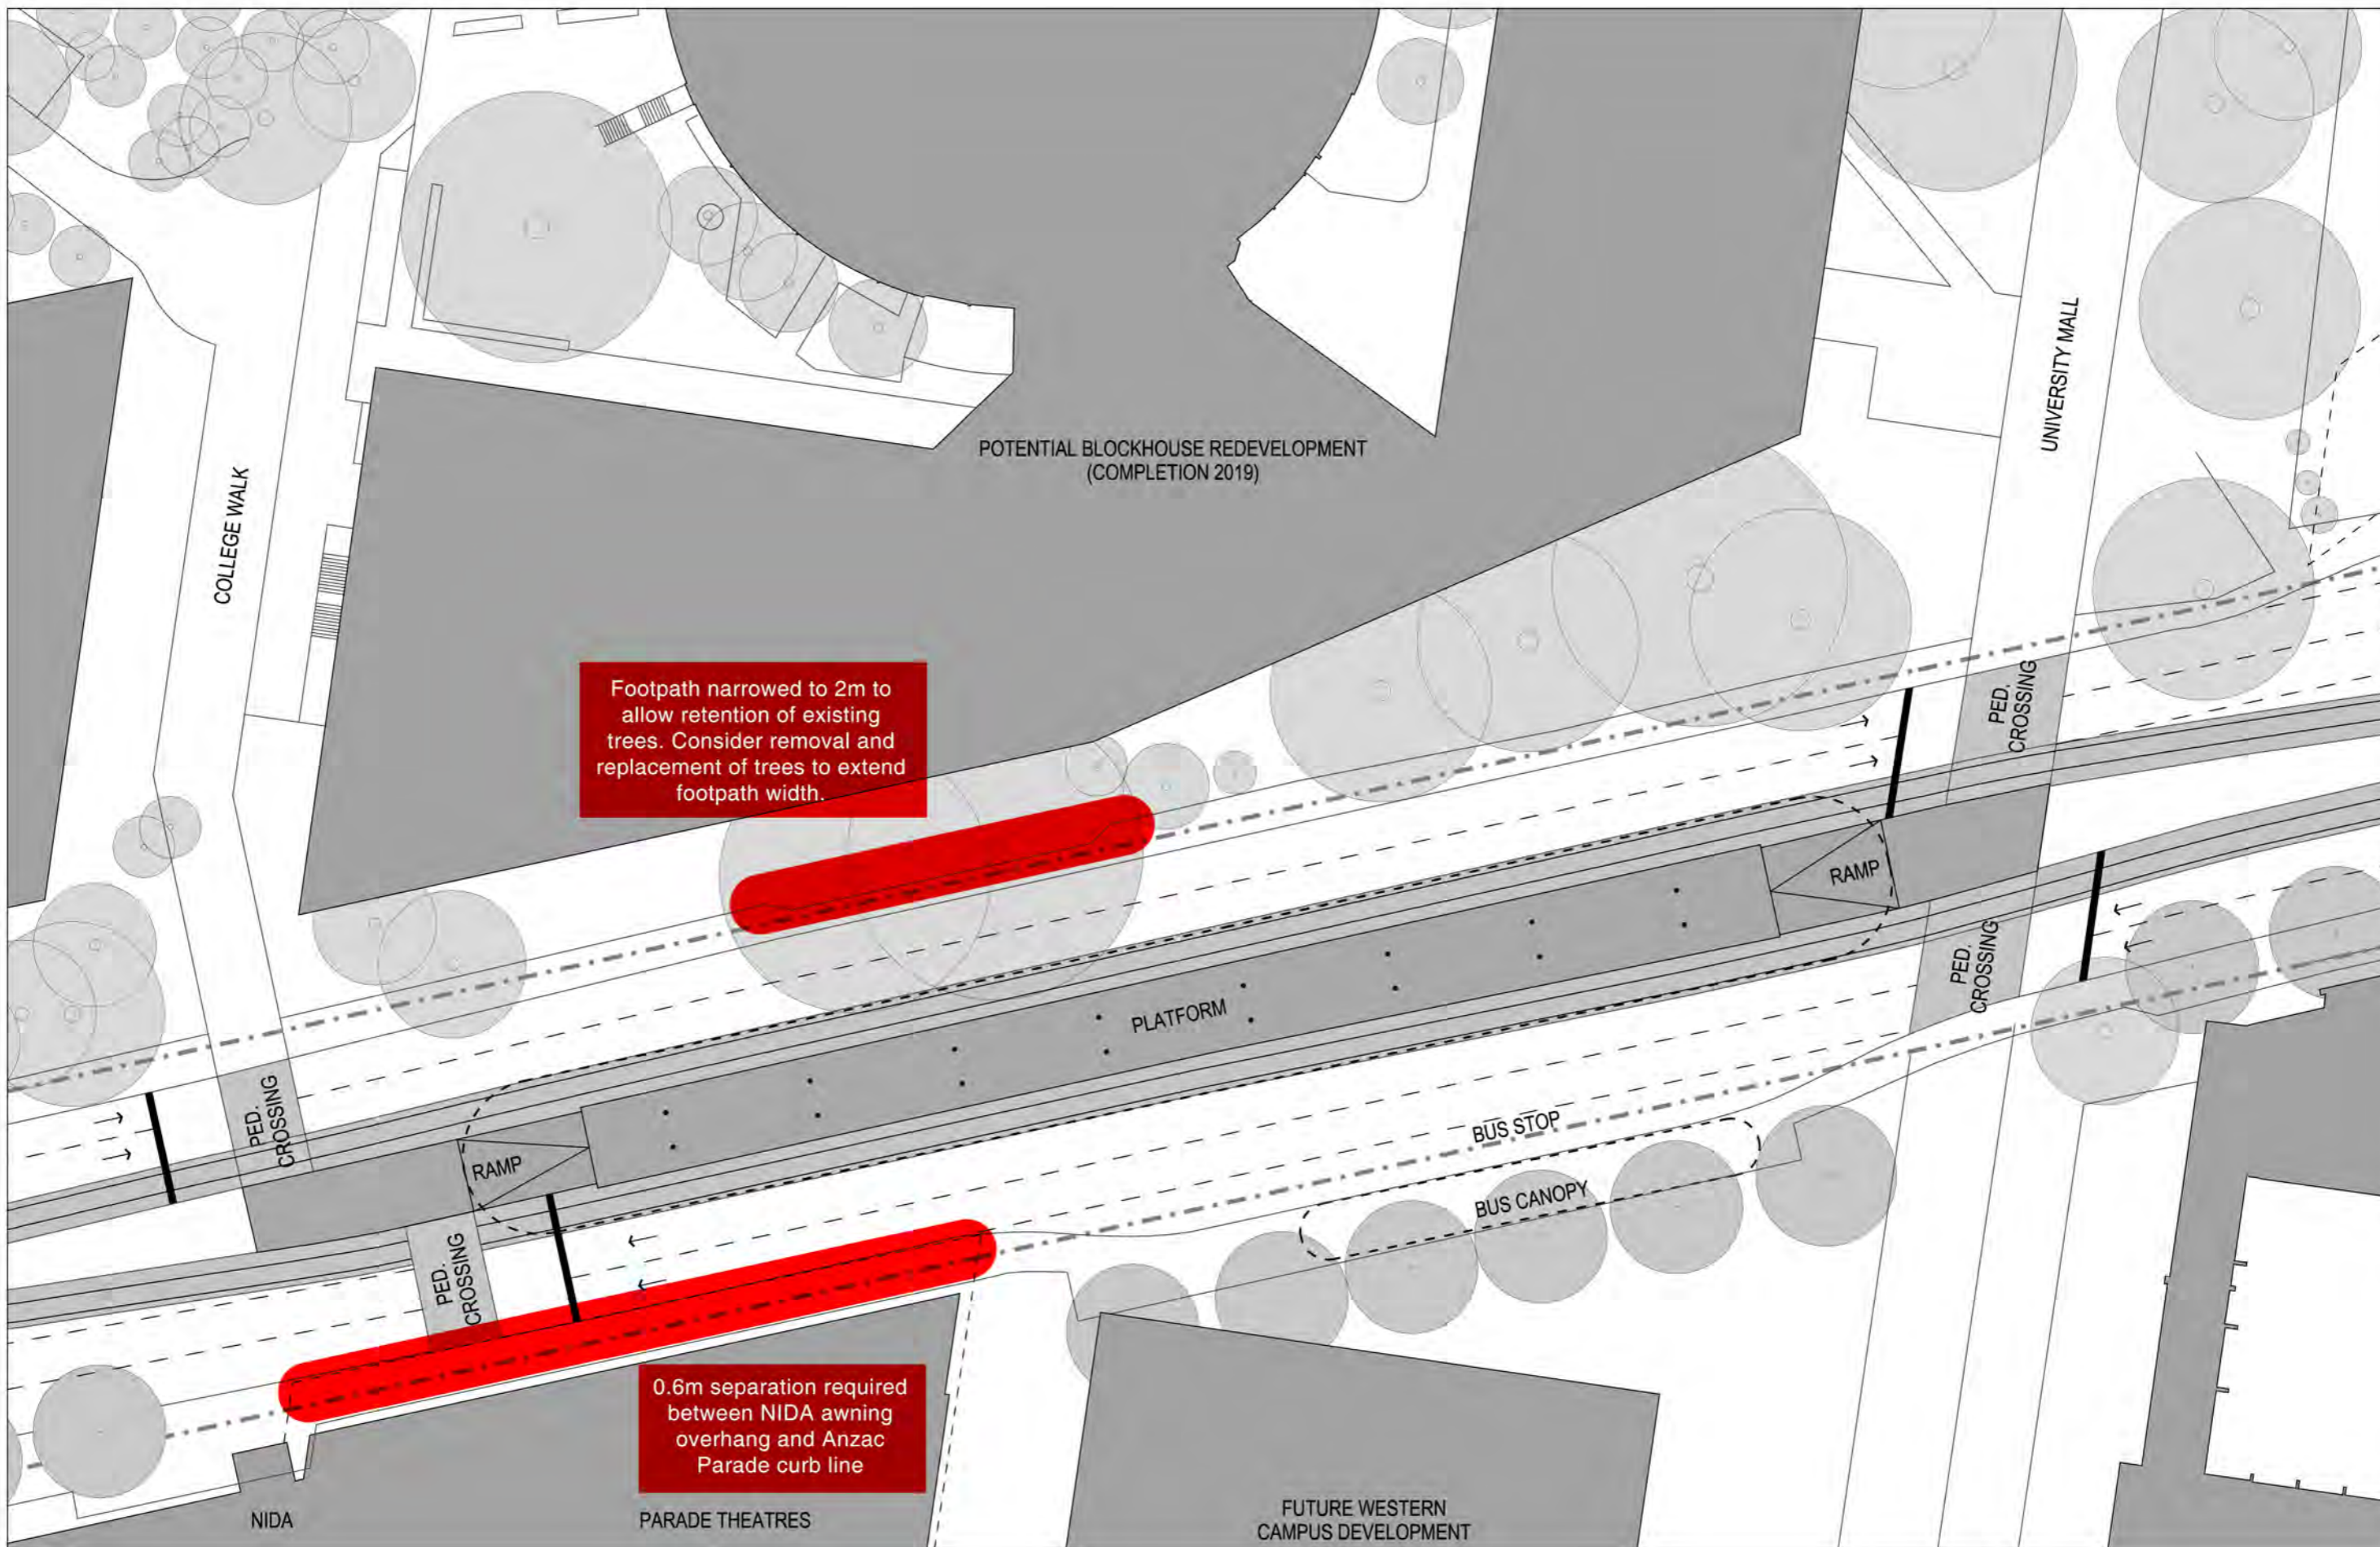 POTENTIAL BLOCKHOUSE REDEVELOPMENT
(COMPLETION 2019)
UNIVERSITY MALL
COLLEGE WALK
Footpath narrowed to 2m to
allow retention of existing
trees. Consider removal and
replacement of trees to extend
footpath width.
PED.
CROSSING
RAMP
PED.
CROSSING
PLATFORM
PED.
CROSSING
RAMP
BUS STOP
BUS CANOPY
PED.
CROSSING
0.6m separation required
between NIDA awning
overhang and Anzac
Parade curb line
NIDA
PARADE THEATRES
FUTURE WESTERN
CAMPUS DEVELOPMENT